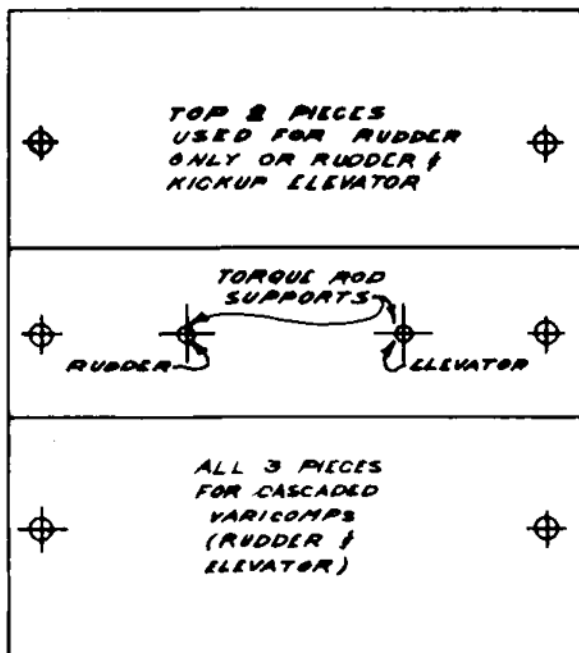 TOP 2 PIECES
USED FOR RUDDER
ONLY OR RUDDER &
KICKUP ELEVATOR
TORQUE ROD
SUPPORTS
RUDDER
ELEVATOR
ALL 3 PIECES
FOR CASCADED
VARICOMPS
(RUDDER &
ELEVATOR)